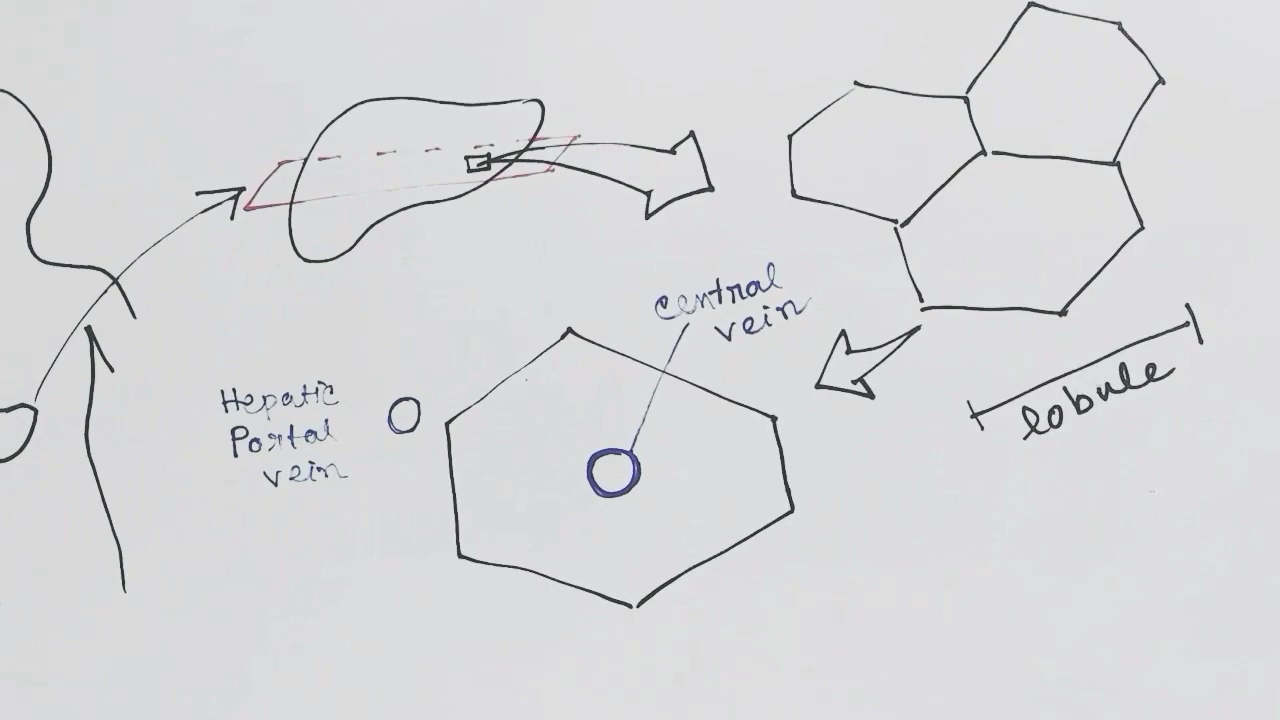 central
vein
Hepatic
Portal
vein
lobule